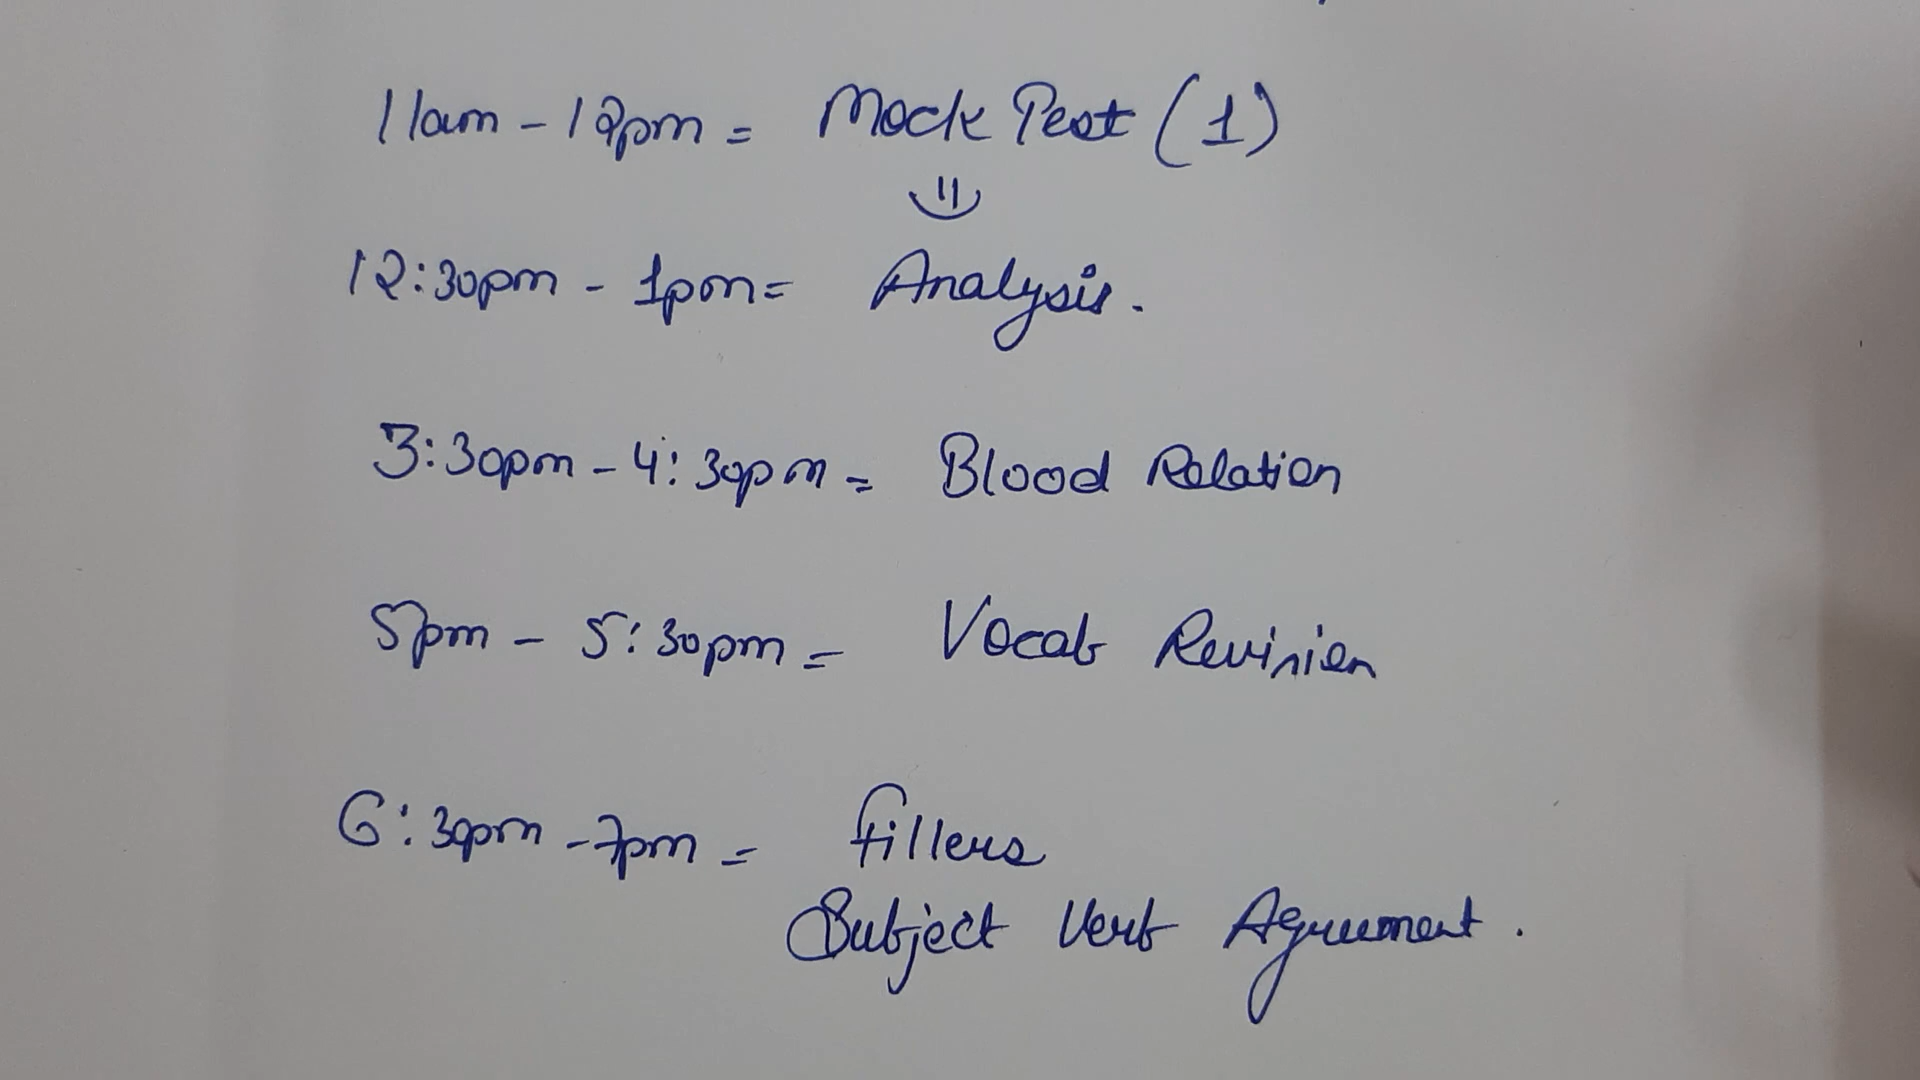 11am - 12pm = Mock Test (1)
12:30pm - 1pm = Analysis.
3:30pm - 4:30pm = Blood Relation
5pm - 5:30pm = Vocab Revision
6:30pm - 7pm = fillers
Subject Verb Agreement.